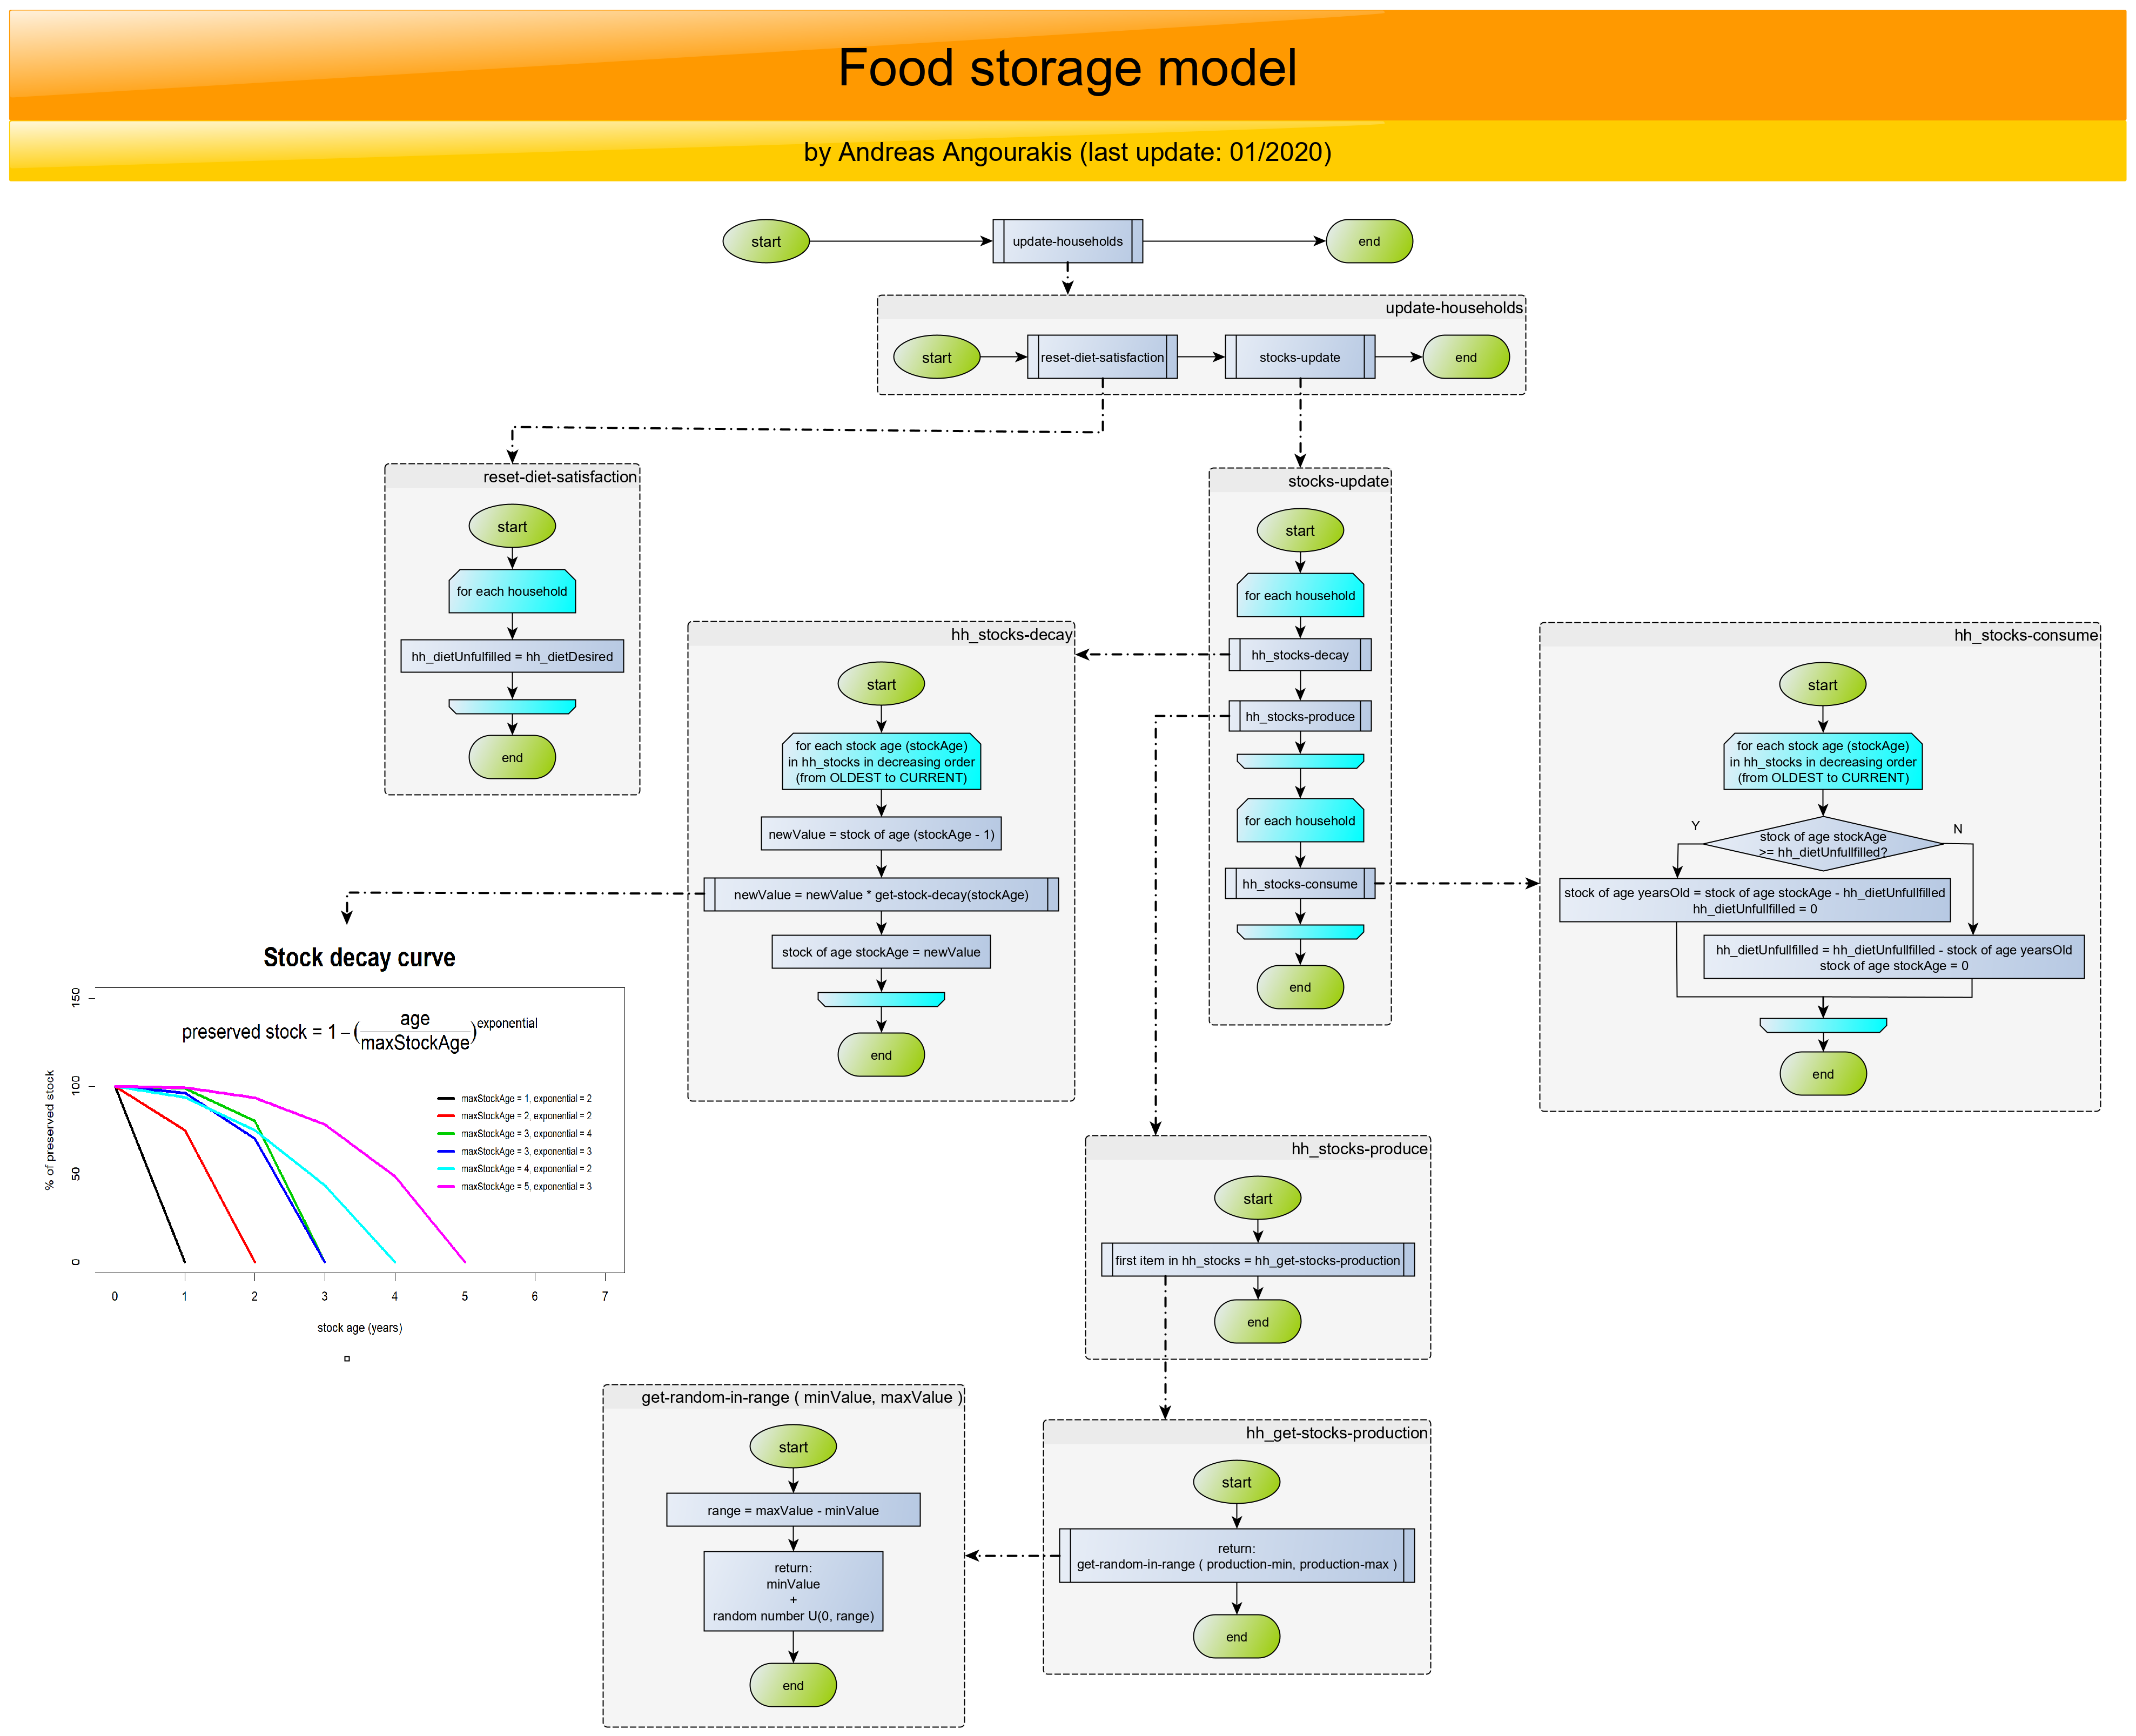 Food storage model
by Andreas Angourakis (last update: 01/2020)
start
update-households
end
update-households
start
reset-diet-satisfaction
stocks-update
end
reset-diet-satisfaction
start
for each household
hh_dietUnfulfilled = hh_dietDesired
end
stocks-update
start
for each household
hh_stocks-decay
hh_stocks-produce
for each household
hh_stocks-consume
end
hh_stocks-decay
start
for each stock age (stockAge)
in hh_stocks in decreasing order
(from OLDEST to CURRENT)
newValue = stock of age (stockAge - 1)
newValue = newValue * get-stock-decay(stockAge)
stock of age stockAge = newValue
end
hh_stocks-consume
start
for each stock age (stockAge)
in hh_stocks in decreasing order
(from OLDEST to CURRENT)
stock of age stockAge
>= hh_dietUnfullfilled?
Y
N
stock of age yearsOld = stock of age stockAge - hh_dietUnfullfilled
hh_dietUnfullfilled = 0
hh_dietUnfullfilled = hh_dietUnfullfilled - stock of age yearsOld
stock of age stockAge = 0
end
Stock decay curve
preserved stock = 1 – (age / maxStockAge)^exponential
% of preserved stock
150
100
50
0
maxStockAge = 1, exponential = 2
maxStockAge = 2, exponential = 2
maxStockAge = 3, exponential = 4
maxStockAge = 3, exponential = 3
maxStockAge = 4, exponential = 2
maxStockAge = 5, exponential = 3
0 1 2 3 4 5 6 7
stock age (years)
hh_stocks-produce
start
first item in hh_stocks = hh_get-stocks-production
end
hh_get-stocks-production
start
return:
get-random-in-range ( production-min, production-max )
end
get-random-in-range ( minValue, maxValue )
start
range = maxValue - minValue
return:
minValue
+
random number U(0, range)
end